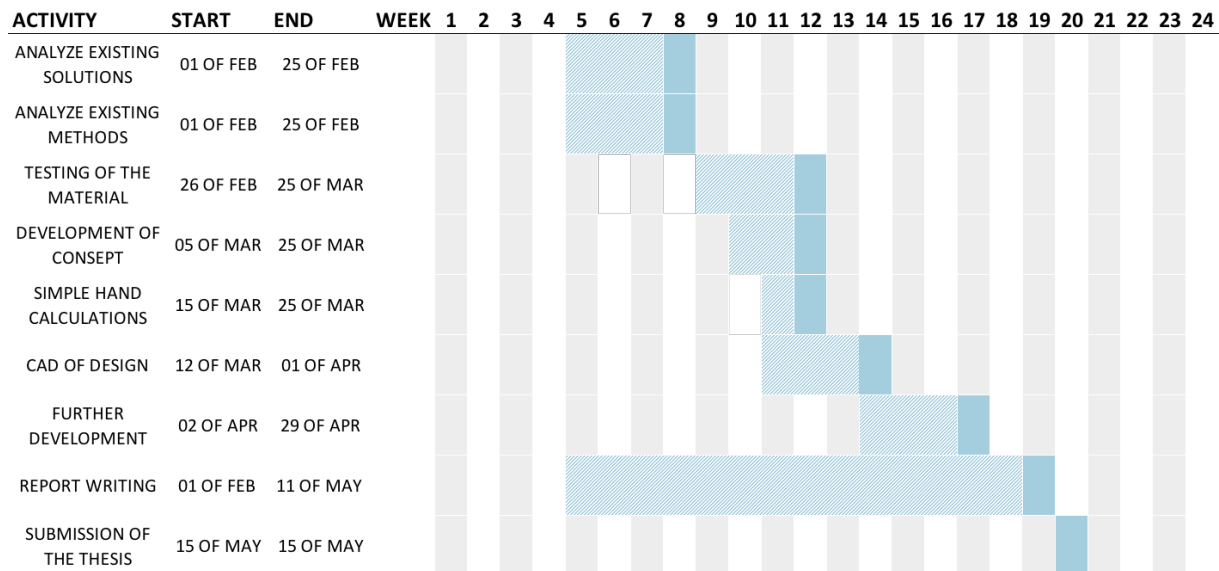 ACTIVITY START END WEEK 1 2 3 4 5 6 7 8 9 10 11 12 13 14 15 16 17 18 19 20 21 22 23 24
ANALYZE EXISTING
SOLUTIONS
01 OF FEB 25 OF FEB
ANALYZE EXISTING
METHODS
01 OF FEB 25 OF FEB
TESTING OF THE
MATERIAL
26 OF FEB 25 OF MAR
DEVELOPMENT OF
CONSEPT
05 OF MAR 25 OF MAR
SIMPLE HAND
CALCULATIONS
15 OF MAR 25 OF MAR
CAD OF DESIGN 12 OF MAR 01 OF APR
FURTHER
DEVELOPMENT
02 OF APR 29 OF APR
REPORT WRITING 01 OF FEB 11 OF MAY
SUBMISSION OF
THE THESIS
15 OF MAY 15 OF MAY